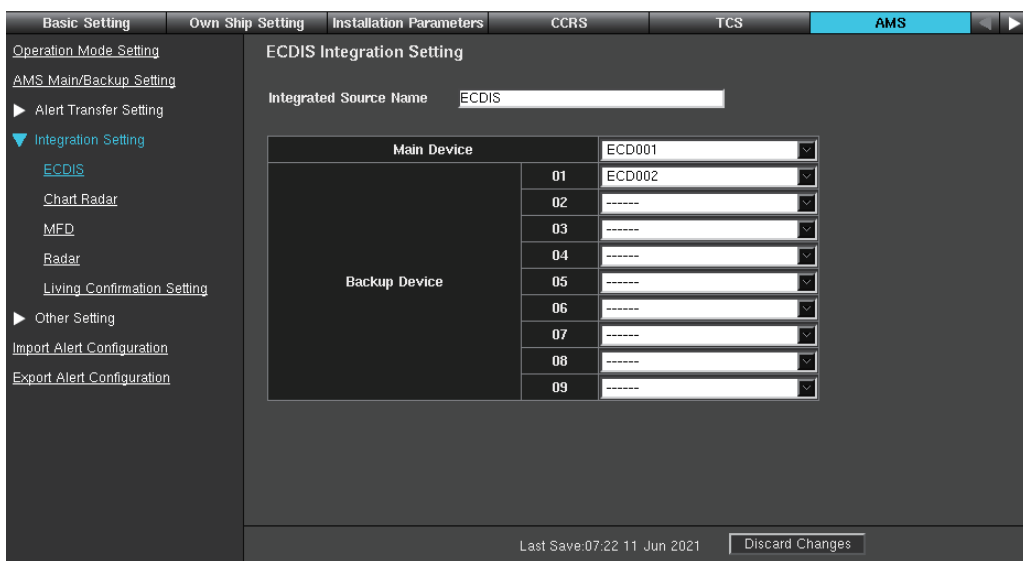 Basic Setting Own Ship Setting Installation Parameters CCRS TCS AMS
Operation Mode Setting
AMS Main/Backup Setting
Alert Transfer Setting
Integration Setting
ECDIS
Chart Radar
MFD
Radar
Living Confirmation Setting
Other Setting
Import Alert Configuration
Export Alert Configuration
ECDIS Integration Setting
Integrated Source Name ECDIS
Main Device ECD001
Backup Device
01 ECD002
02 ------
03 ------
04 ------
05 ------
06 ------
07 ------
08 ------
09 ------
Last Save:07:22 11 Jun 2021 Discard Changes